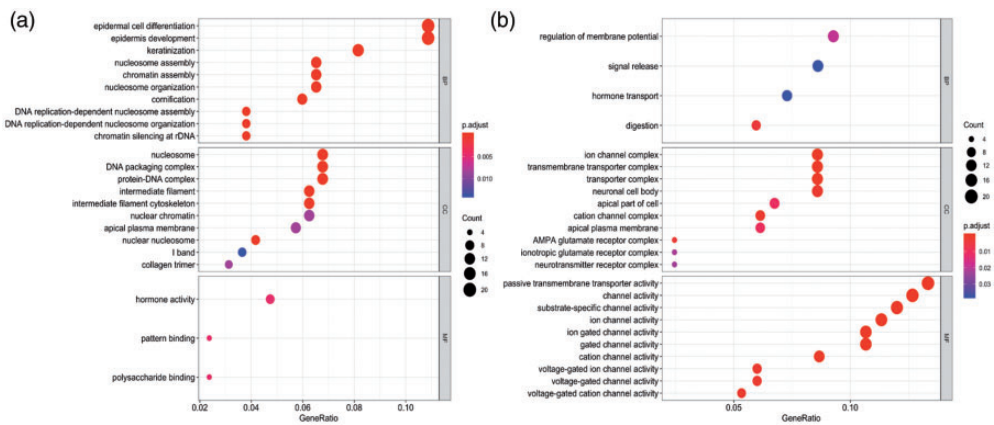 (a)
epidermal cell differentiation
epidermis development
keratinization
nucleosome assembly
chromatin assembly
nucleosome organization
cornification
DNA replication-dependent nucleosome assembly
DNA replication-dependent nucleosome organization
chromatin silencing at rDNA
BP
nucleosome
DNA packaging complex
protein-DNA complex
intermediate filament
intermediate filament cytoskeleton
nuclear chromatin
apical plasma membrane
nuclear nucleosome
I band
collagen trimer
CC
hormone activity
pattern binding
polysaccharide binding
MF
0.02 0.04 0.06 0.08 0.10
GeneRatio
p.adjust
0.005
0.010
Count
4
8
12
16
20
(b)
regulation of membrane potential
signal release
hormone transport
digestion
BP
ion channel complex
transmembrane transporter complex
transporter complex
neuronal cell body
apical part of cell
cation channel complex
apical plasma membrane
AMPA glutamate receptor complex
ionotropic glutamate receptor complex
neurotransmitter receptor complex
CC
passive transmembrane transporter activity
channel activity
substrate-specific channel activity
ion channel activity
ion gated channel activity
gated channel activity
cation channel activity
voltage-gated ion channel activity
voltage-gated channel activity
voltage-gated cation channel activity
MF
0.05 0.10
GeneRatio
Count
4
8
12
16
20
p.adjust
0.01
0.02
0.03